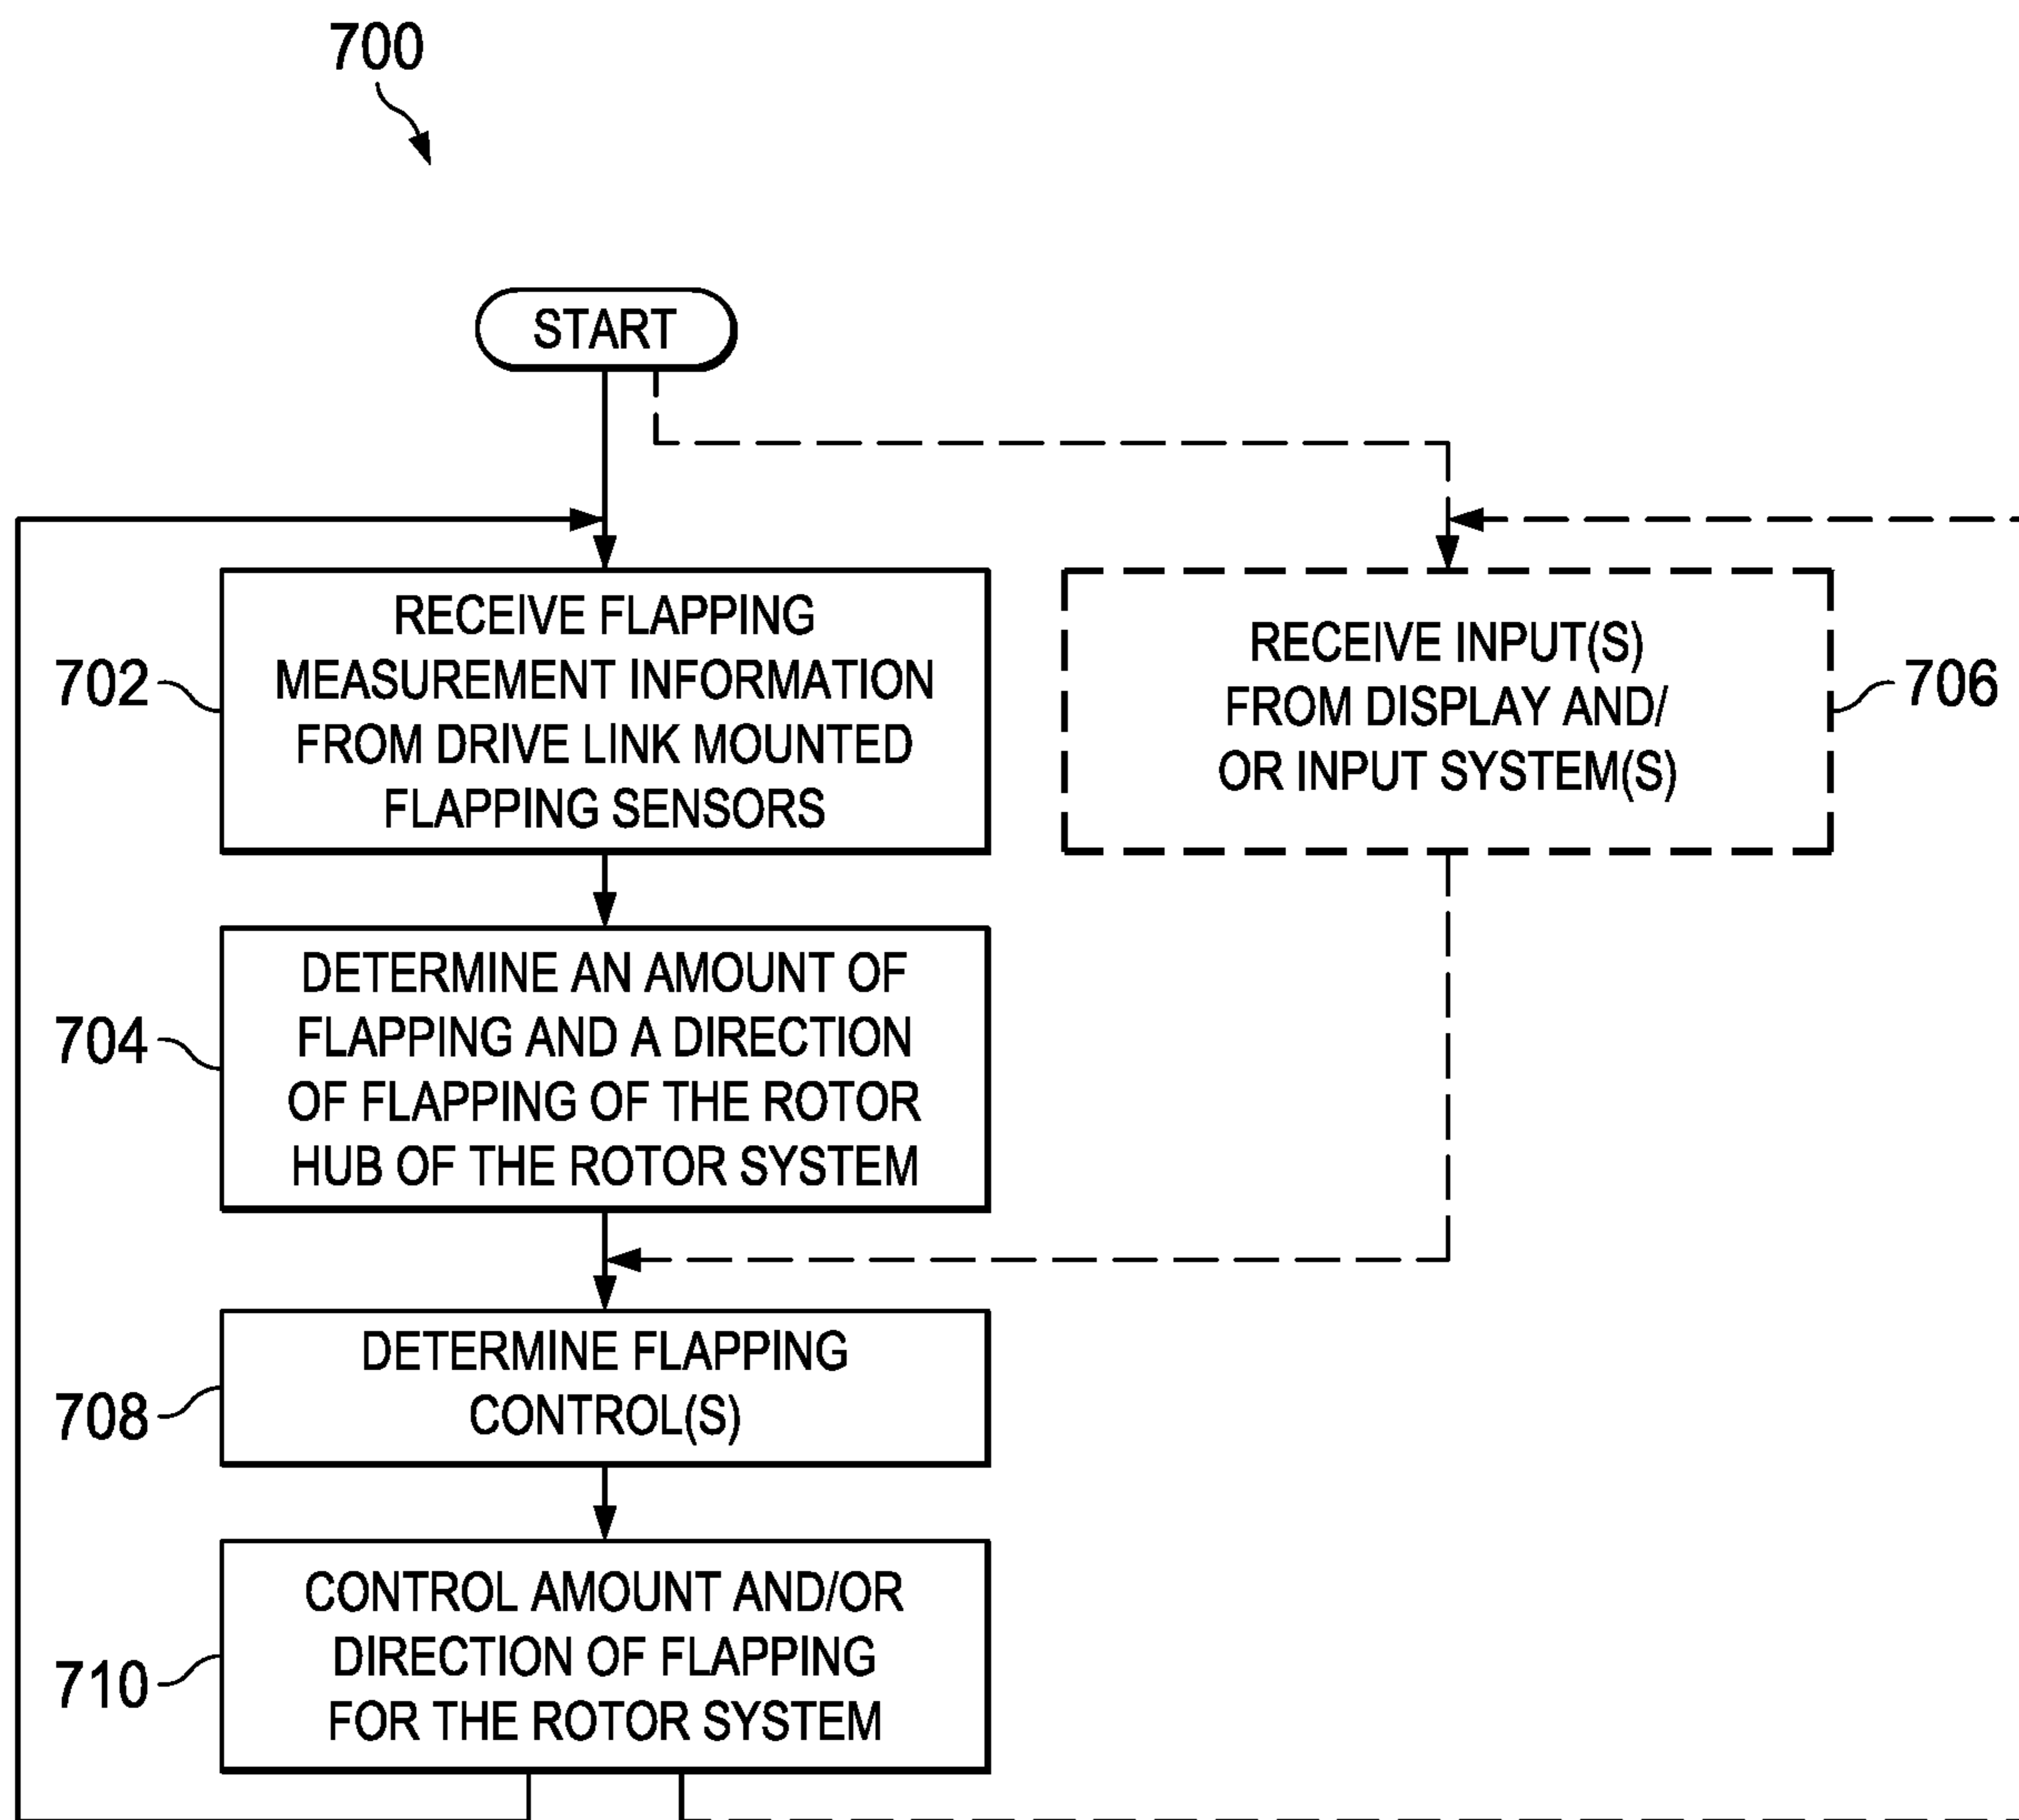 700
START
702
RECEIVE FLAPPING
MEASUREMENT INFORMATION
FROM DRIVE LINK MOUNTED
FLAPPING SENSORS
RECEIVE INPUT(S)
FROM DISPLAY AND/
OR INPUT SYSTEM(S)
706
704
DETERMINE AN AMOUNT OF
FLAPPING AND A DIRECTION
OF FLAPPING OF THE ROTOR
HUB OF THE ROTOR SYSTEM
708
DETERMINE FLAPPING
CONTROL(S)
710
CONTROL AMOUNT AND/OR
DIRECTION OF FLAPPING
FOR THE ROTOR SYSTEM